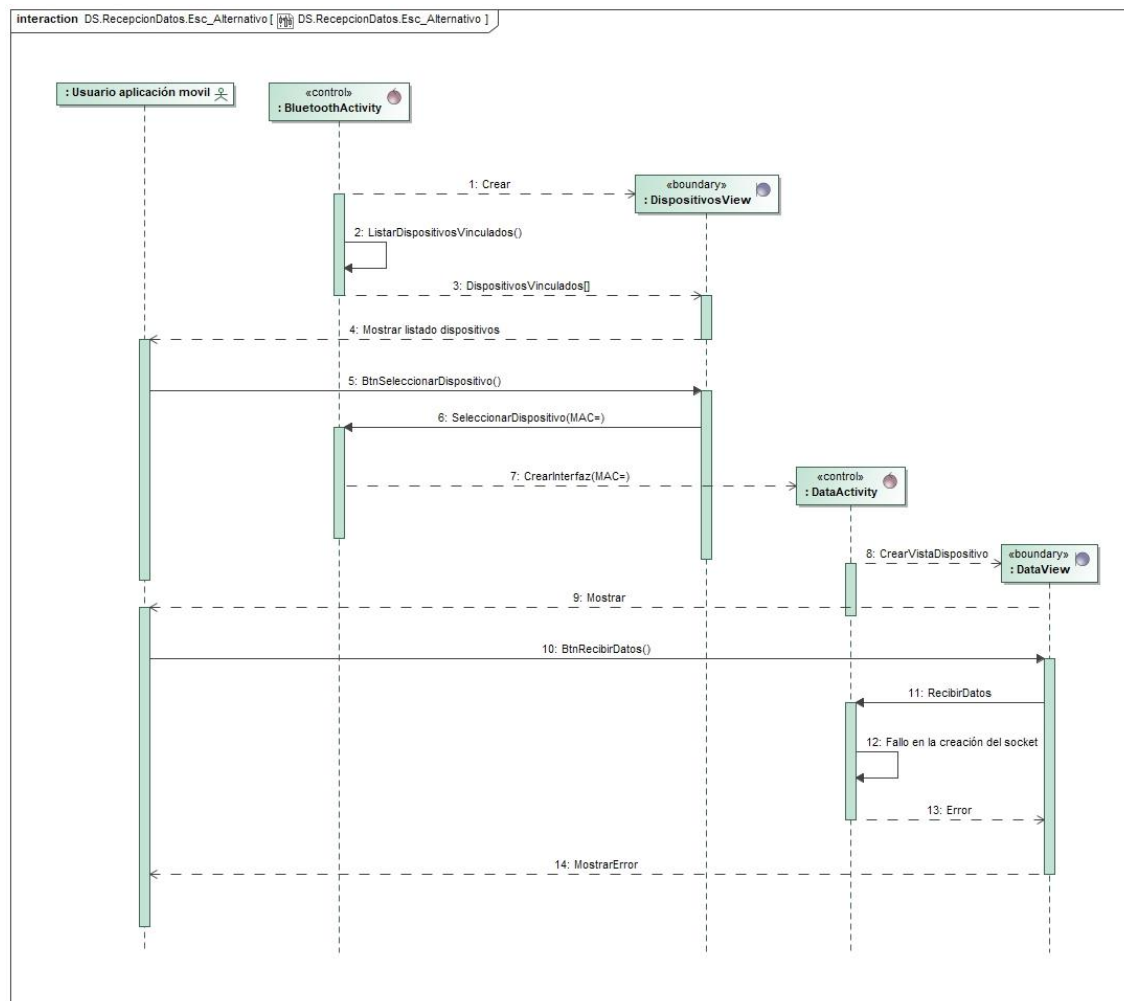 interaction DS.RecepcionDatos.Esc_Alternativo [ DS.RecepcionDatos.Esc_Alternativo ]
: Usuario aplicación movil
«control»
: BluetoothActivity
1: Crear
«boundary»
: DispositivosView
2: ListarDispositivosVinculados()
3: DispositivosVinculados[]
4: Mostrar listado dispositivos
5: BtnSeleccionarDispositivo()
6: SeleccionarDispositivo(MAC=)
7: CrearInterfaz(MAC=)
«control»
: DataActivity
8: CrearVistaDispositivo
«boundary»
: DataView
9: Mostrar
10: BtnRecibirDatos()
11: RecibirDatos
12: Fallo en la creación del socket
13: Error
14: MostrarError